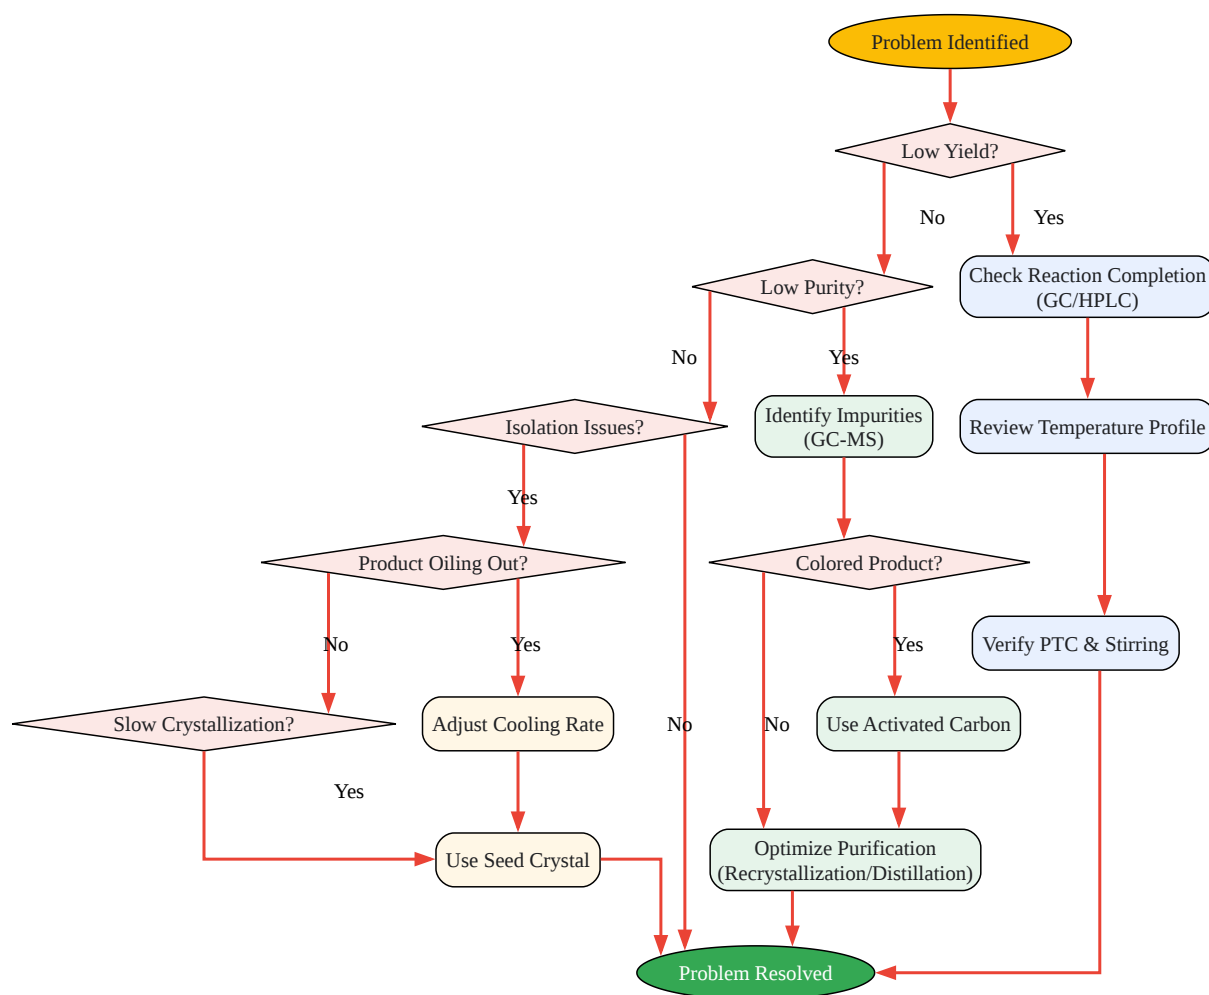 Problem Identified
Low Yield?
No
Yes
Check Reaction Completion
(GC/HPLC)
Low Purity?
No
Yes
Identify Impurities
(GC-MS)
Review Temperature Profile
Isolation Issues?
Yes
Product Oiling Out?
Colored Product?
No
Yes
Yes
Verify PTC & Stirring
Slow Crystallization?
Adjust Cooling Rate
No
No
Use Activated Carbon
Yes
Use Seed Crystal
Optimize Purification
(Recrystallization/Distillation)
Problem Resolved